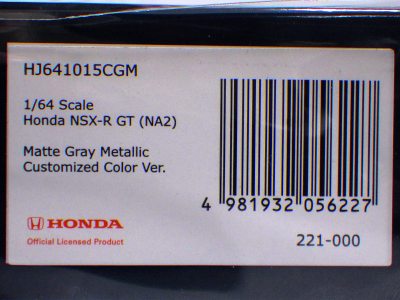 HJ641015CGM
1/64 Scale
Honda NSX-R GT (NA2)
Matte Gray Metallic
Customized Color Ver.
4 981932 056227
HONDA
Official Licensed Product
221-000